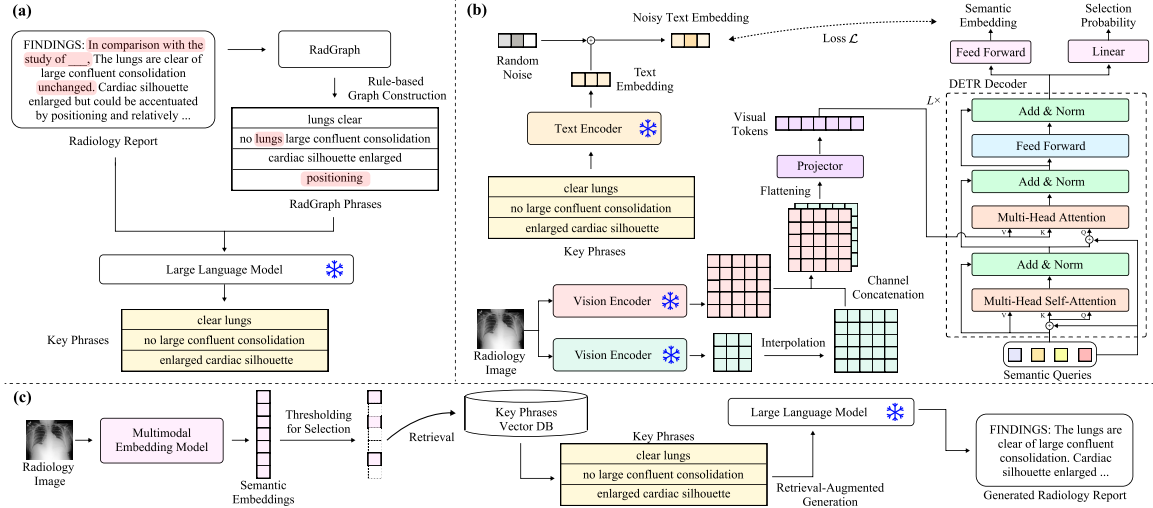 (a)
FINDINGS: In comparison with the
study of ___, The lungs are clear of
large confluent consolidation
unchanged. Cardiac silhouette
enlarged but could be accentuated
by positioning and relatively ...
Radiology Report
RadGraph
Rule-based
Graph Construction
lungs clear
no lungs large confluent consolidation
cardiac silhouette enlarged
positioning
RadGraph Phrases
Large Language Model
Key Phrases
clear lungs
no large confluent consolidation
enlarged cardiac silhouette
(b)
Noisy Text Embedding
Random
Noise
Text
Embedding
Text Encoder
clear lungs
no large confluent consolidation
enlarged cardiac silhouette
Key Phrases
Radiology
Image
Vision Encoder
Vision Encoder
Interpolation
Channel
Concatenation
Flattening
Projector
Visual
Tokens
Loss ℒ
Semantic
Embedding
Selection
Probability
Feed Forward
Linear
DETR Decoder
L×
Add & Norm
Feed Forward
Add & Norm
Multi-Head Attention
V K Q
Add & Norm
Multi-Head Self-Attention
V K Q
Semantic Queries
(c)
Radiology
Image
Multimodal
Embedding Model
Semantic
Embeddings
Thresholding
for Selection
Retrieval
Key Phrases
Vector DB
Key Phrases
clear lungs
no large confluent consolidation
enlarged cardiac silhouette
Retrieval-Augmented
Generation
Large Language Model
FINDINGS: The lungs are
clear of large confluent
consolidation. Cardiac
silhouette enlarged ...
Generated Radiology Report